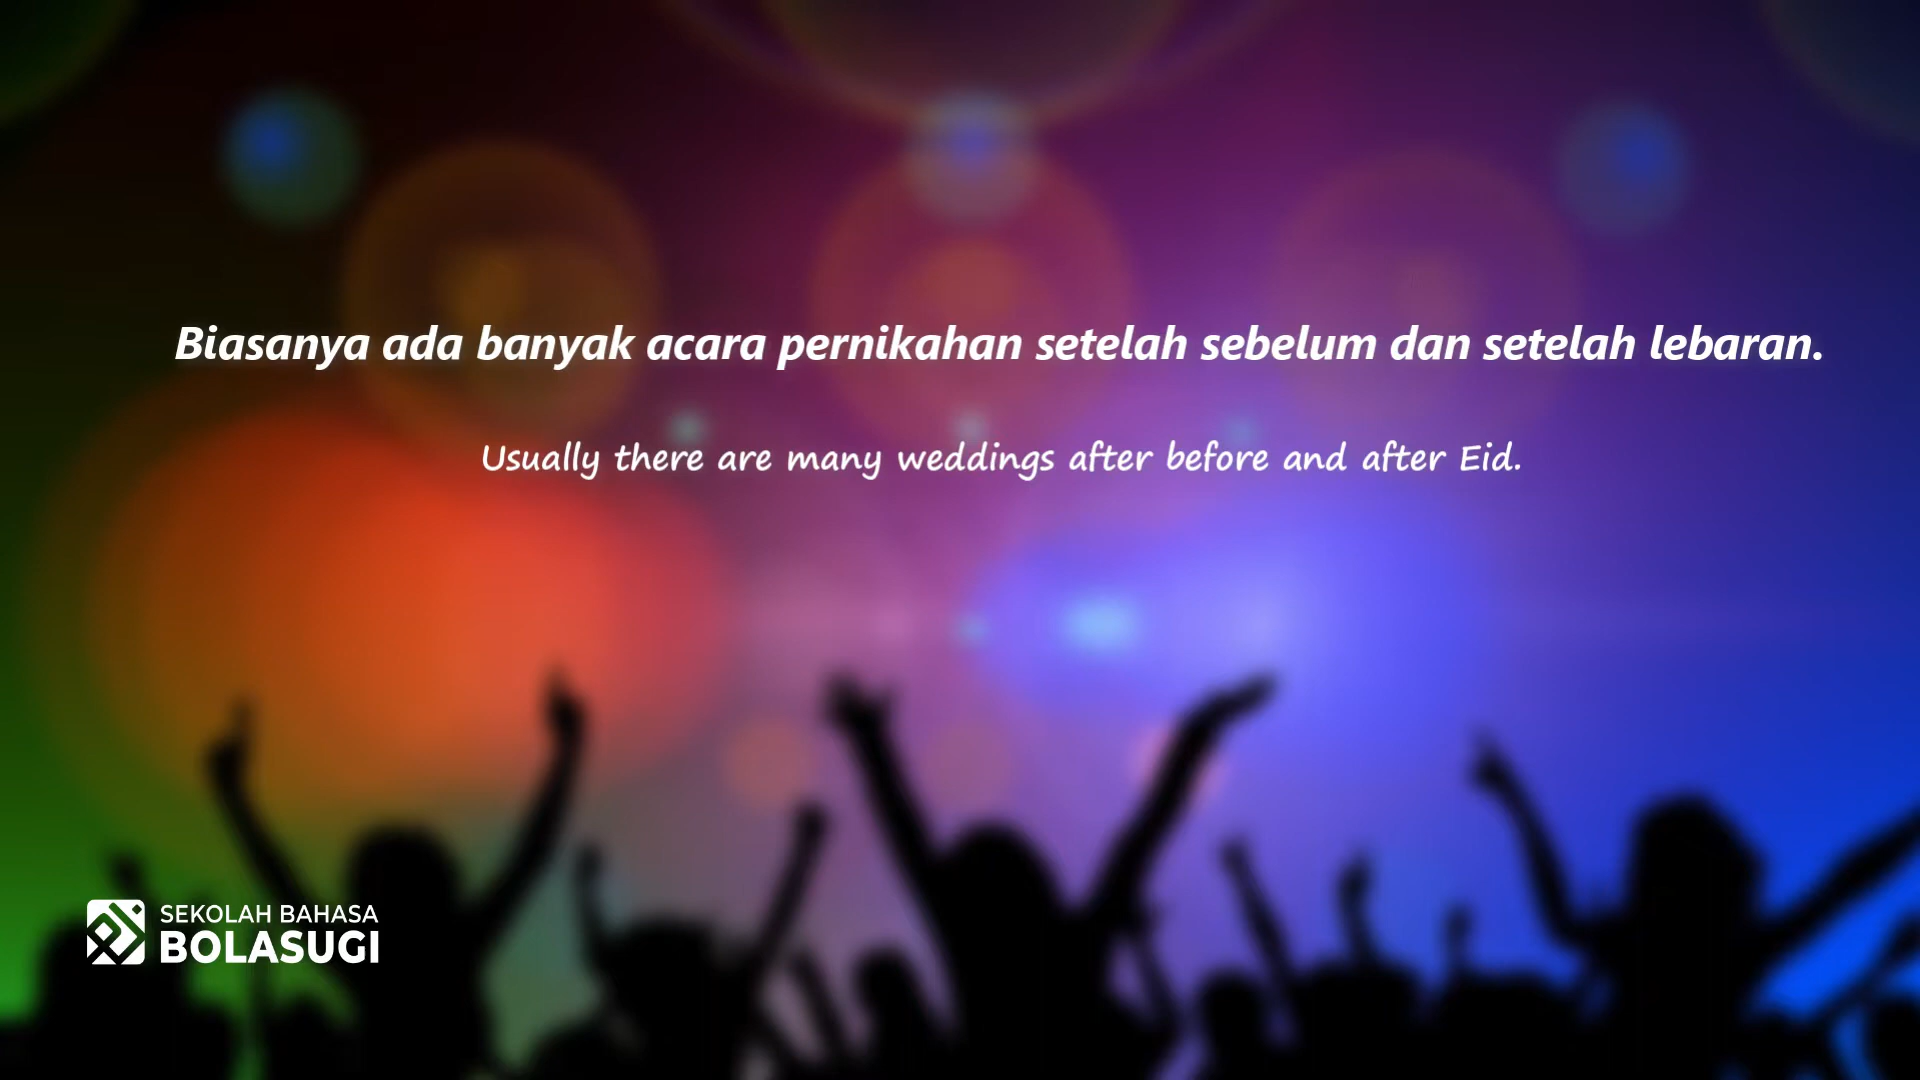 Biasanya ada banyak acara pernikahan setelah sebelum dan setelah lebaran.
Usually there are many weddings after before and after Eid.
SEKOLAH BAHASA
BOLASUGI